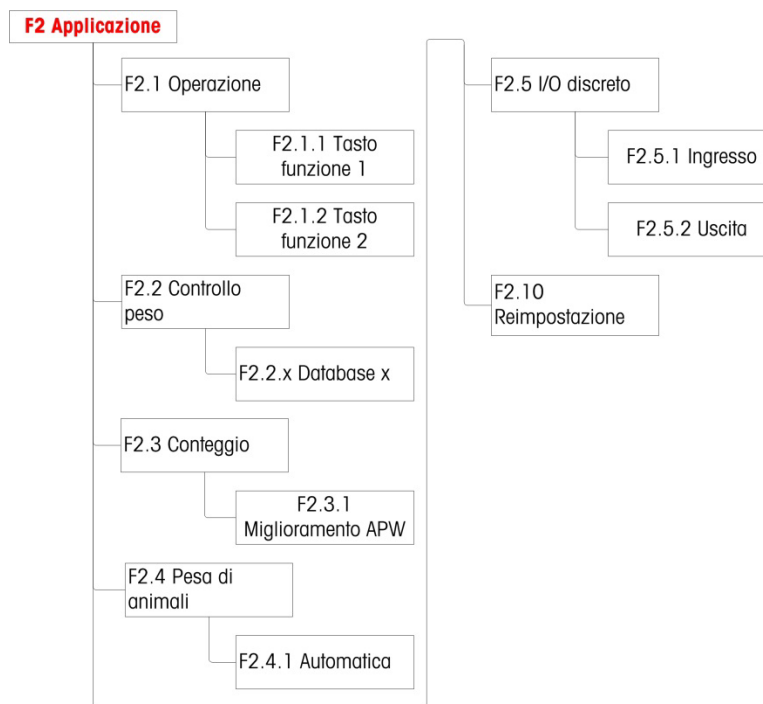 F2 Applicazione
F2.1 Operazione
F2.1.1 Tasto
funzione 1
F2.1.2 Tasto
funzione 2
F2.2 Controllo
peso
F2.2.x Database x
F2.3 Conteggio
F2.3.1
Miglioramento APW
F2.4 Pesa di
animali
F2.4.1 Automatica
F2.5 I/O discreto
F2.5.1 Ingresso
F2.5.2 Uscita
F2.10
Reimpostazione